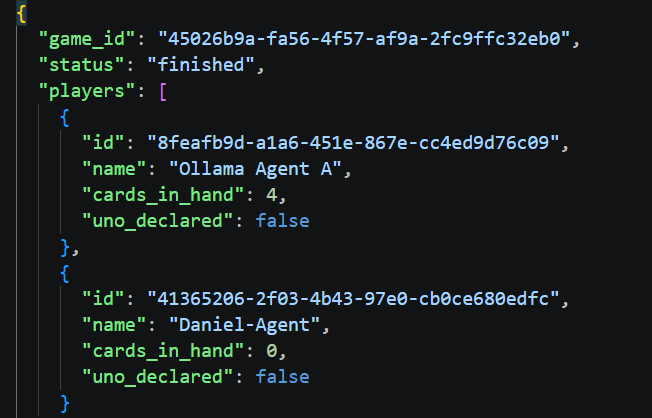 {
"game_id": "45026b9a-fa56-4f57-af9a-2fc9ffc32eb0",
"status": "finished",
"players": [
{
"id": "8feafb9d-a1a6-451e-867e-cc4ed9d76c09",
"name": "Ollama Agent A",
"cards_in_hand": 4,
"uno_declared": false
},
{
"id": "41365206-2f03-4b43-97e0-cb0ce680edfc",
"name": "Daniel-Agent",
"cards_in_hand": 0,
"uno_declared": false
}